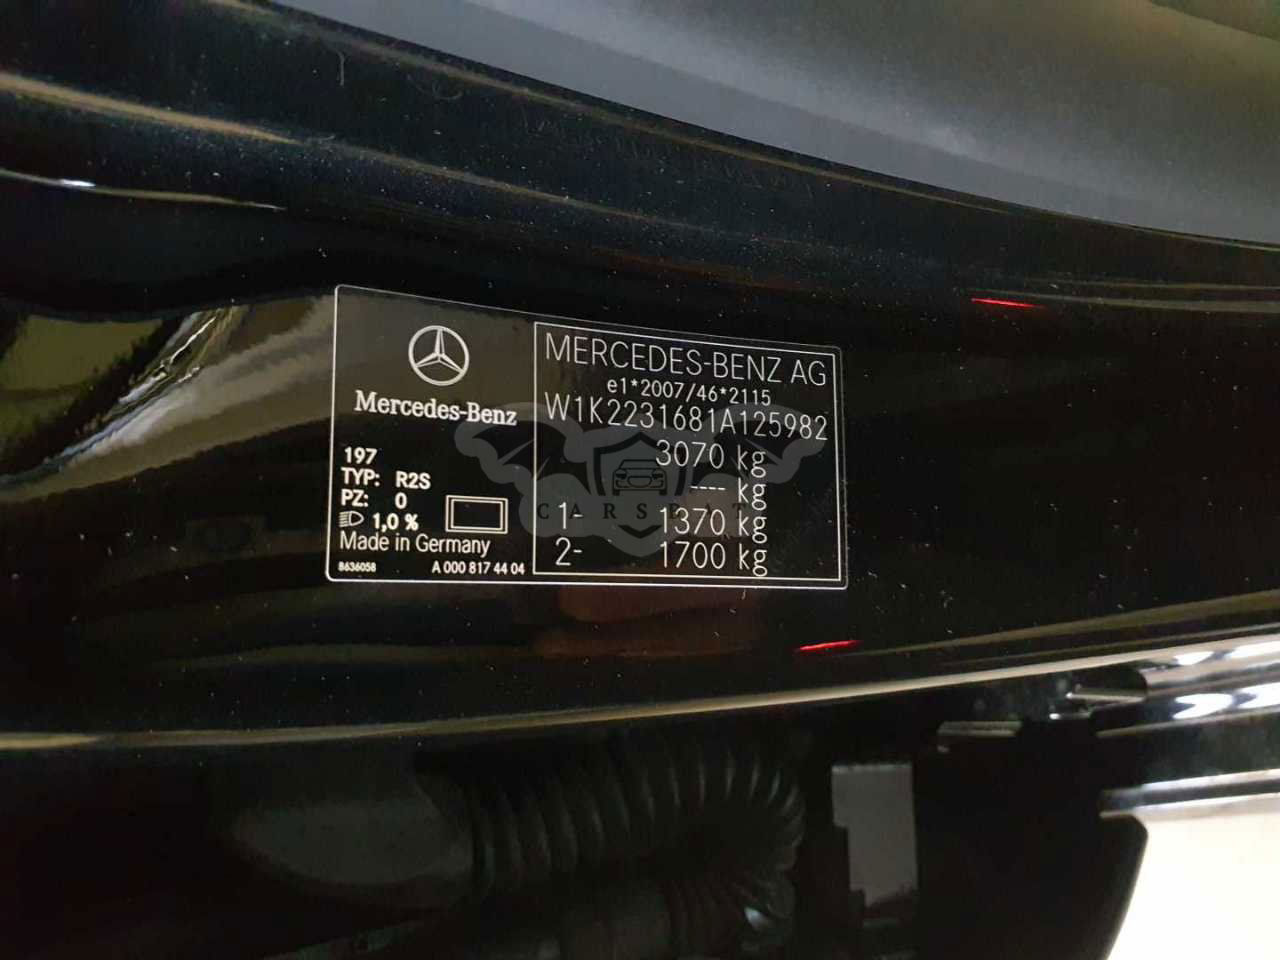 Mercedes-Benz
197
TYP: R2S
PZ: 0
1,0 %
Made in Germany
8636058 A 000 817 44 04
MERCEDES-BENZ AG
e1*2007/46*2115
W1K2231681A125982
3070 kg
---- kg
1- 1370 kg
2- 1700 kg
CARSBAT